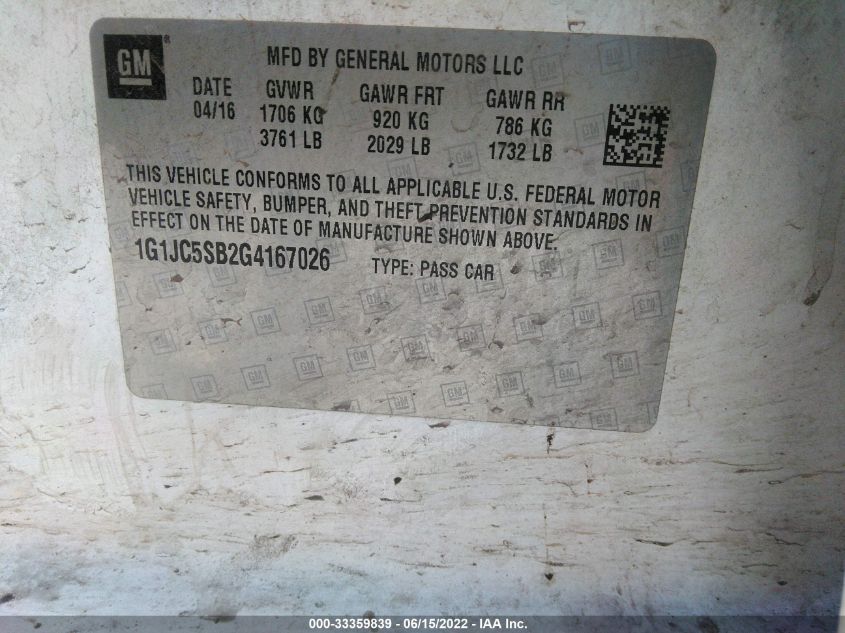 GM ®
MFD BY GENERAL MOTORS LLC
DATE GVWR GAWR FRT GAWR RR
04/16 1706 KG 920 KG 786 KG
3761 LB 2029 LB 1732 LB
THIS VEHICLE CONFORMS TO ALL APPLICABLE U.S. FEDERAL MOTOR
VEHICLE SAFETY, BUMPER, AND THEFT PREVENTION STANDARDS IN
EFFECT ON THE DATE OF MANUFACTURE SHOWN ABOVE.
1G1JC5SB2G4167026 TYPE: PASS CAR
000-33359839 - 06/15/2022 - IAA Inc.